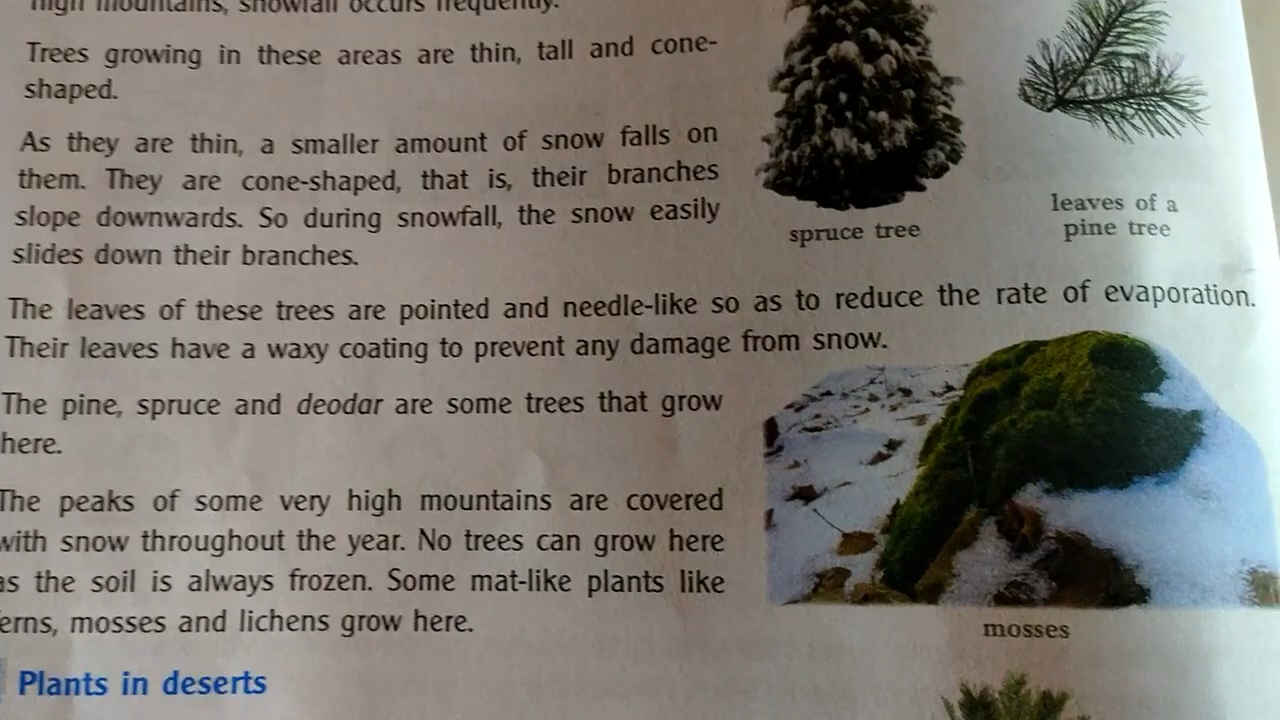 high mountains, snowfall occurs frequently.
Trees growing in these areas are thin, tall and cone-
shaped.
As they are thin, a smaller amount of snow falls on
them. They are cone-shaped, that is, their branches
slope downwards. So during snowfall, the snow easily
slides down their branches.
spruce tree
leaves of a
pine tree
The leaves of these trees are pointed and needle-like so as to reduce the rate of evaporation.
Their leaves have a waxy coating to prevent any damage from snow.
The pine, spruce and deodar are some trees that grow
here.
The peaks of some very high mountains are covered
with snow throughout the year. No trees can grow here
as the soil is always frozen. Some mat-like plants like
erns, mosses and lichens grow here.
mosses
Plants in deserts